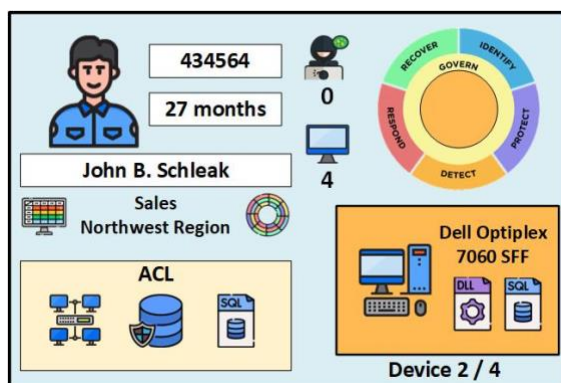 434564
27 months
John B. Schleak
Sales
Northwest Region
0
4
RECOVER
IDENTIFY
GOVERN
RESPOND
PROTECT
DETECT
ACL
SQL
Dell Optiplex
7060 SFF
DLL
SQL
Device 2 / 4